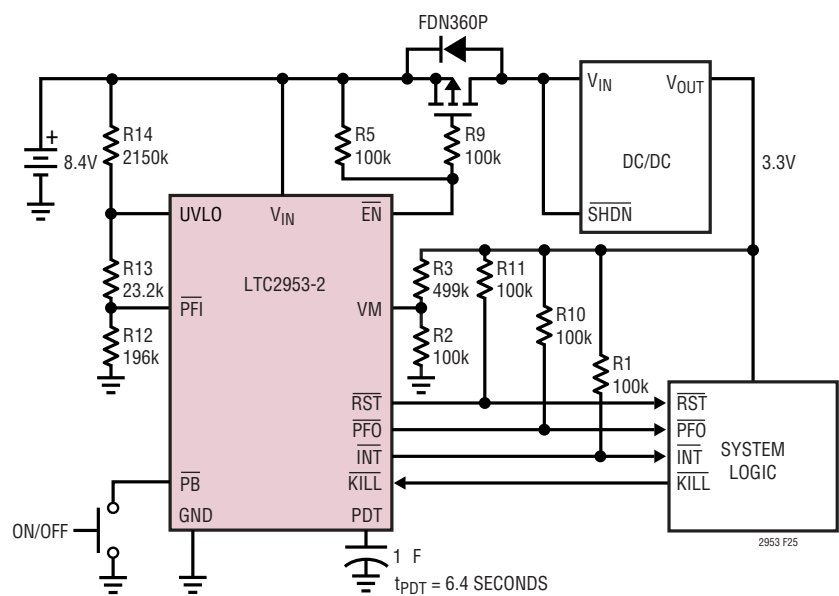 FDN360P
R14
2150k
+
8.4V
R5
100k
R9
100k
V_IN
V_OUT
DC/DC
SHDN
3.3V
UVLO
V_IN
EN
LTC2953-2
R13
23.2k
PFI
R12
196k
VM
R3
499k
R2
100k
R11
100k
R10
100k
R1
100k
RST
PFO
INT
KILL
RST
PFO
INT
KILL
SYSTEM
LOGIC
PB
GND
PDT
ON/OFF
1 F
t_PDT = 6.4 SECONDS
2953 F25